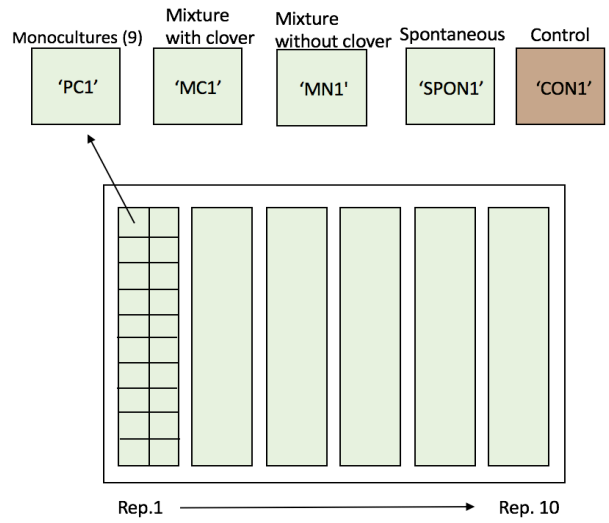 Monocultures (9)
Mixture
with clover
Mixture
without clover
Spontaneous
Control
‘PC1’
‘MC1’
‘MN1'
‘SPON1’
‘CON1’
Rep.1
Rep. 10